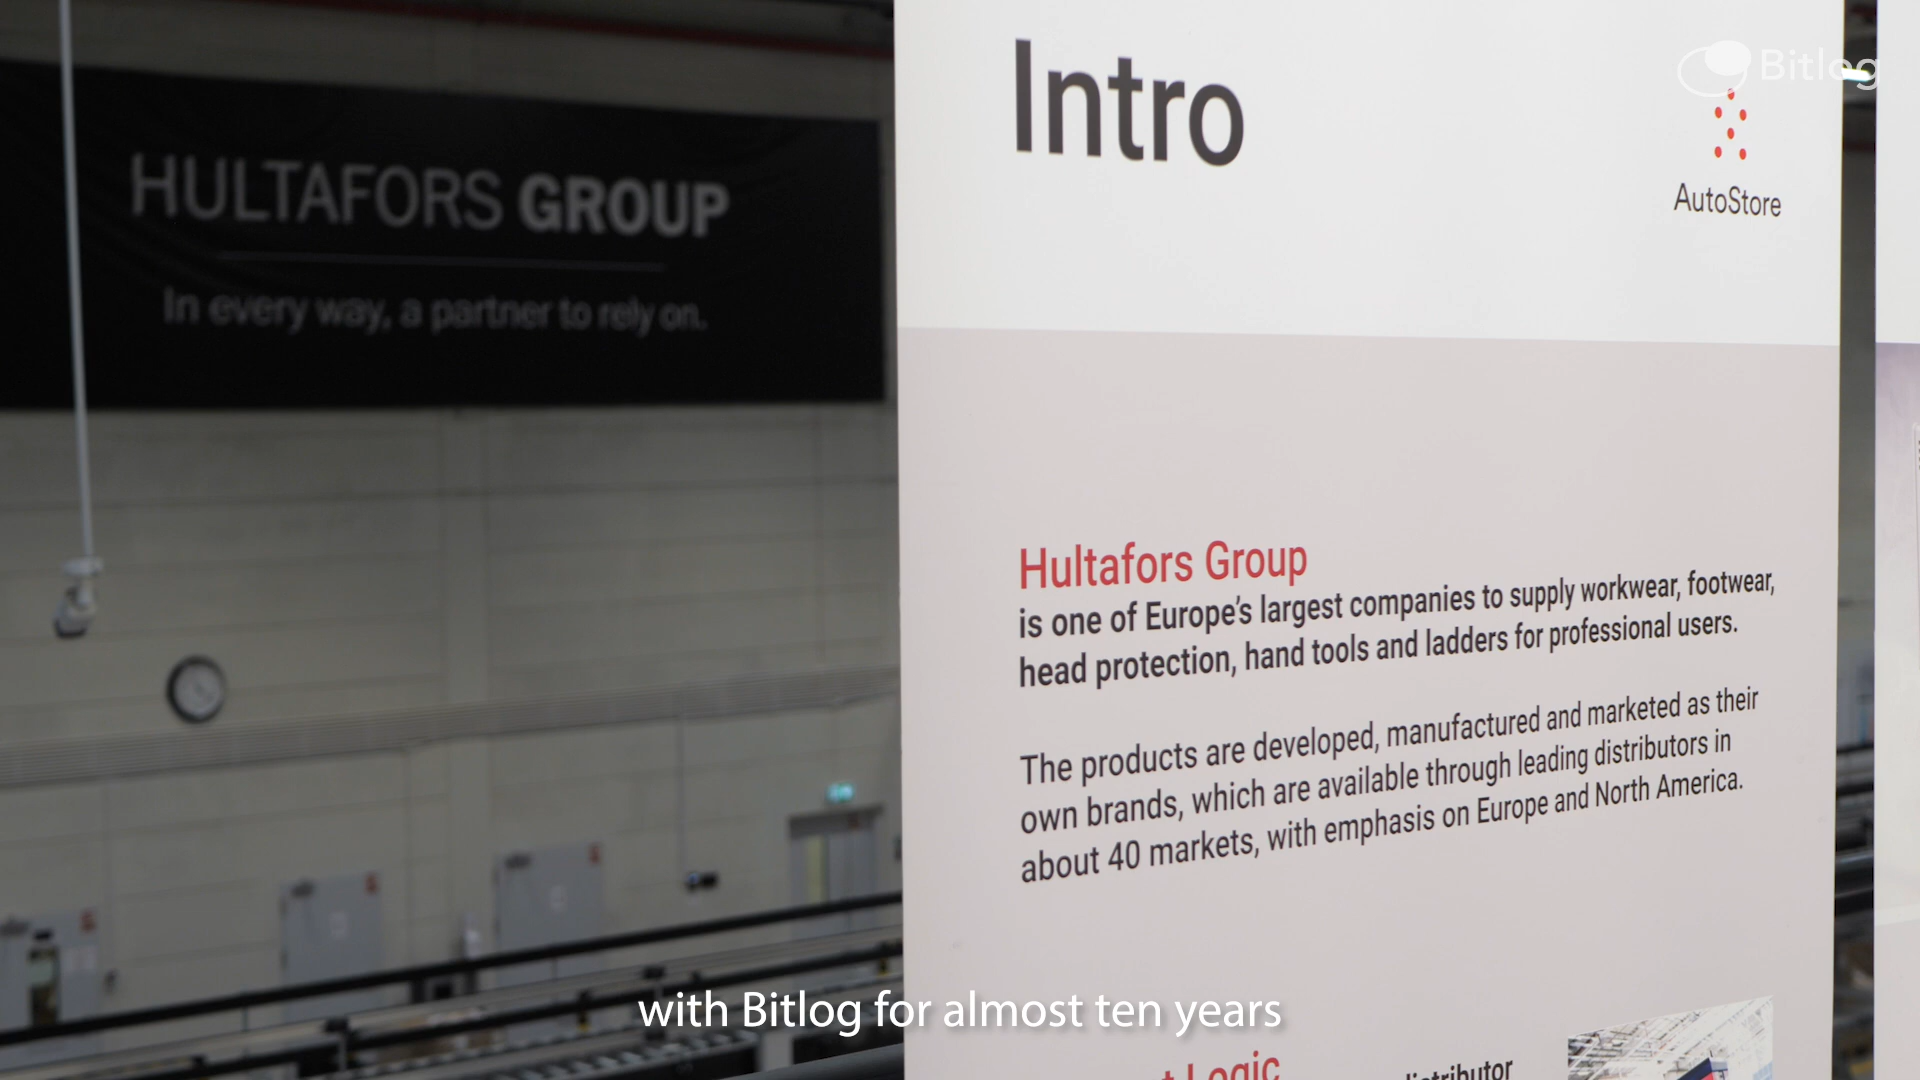 HULTAFORS GROUP
In every way, a partner to rely on.
Intro
Bitlog
AutoStore
Hultafors Group
is one of Europe's largest companies to supply workwear, footwear,
head protection, hand tools and ladders for professional users.
The products are developed, manufactured and marketed as their
own brands, which are available through leading distributors in
about 40 markets, with emphasis on Europe and North America.
with Bitlog for almost ten years
Logic